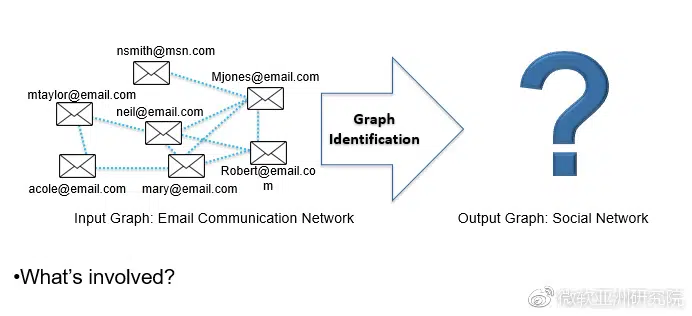 nsmith@msn.com
Mjones@email.com
mtaylor@email.com
neil@email.com
Graph
Identification
Robert@email.co
m
acole@email.com
mary@email.com
Input Graph: Email Communication Network
Output Graph: Social Network
•What's involved?
微软亚洲研究院